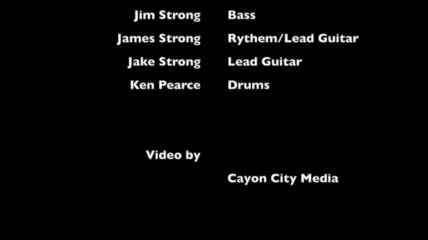 Jim Strong Bass
James Strong Rythem/Lead Guitar
Jake Strong Lead Guitar
Ken Pearce Drums
Video by
Cayon City Media